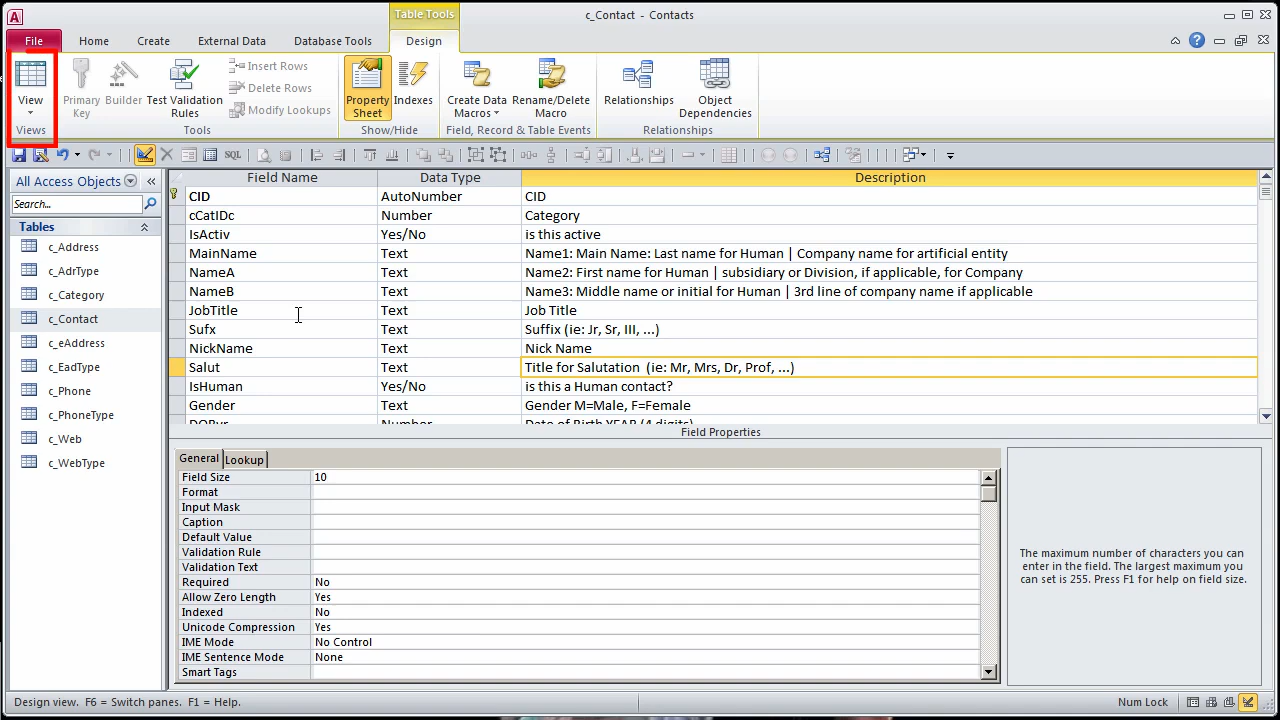 Table Tools
c_Contact - Contacts
File
Home
Create
External Data
Database Tools
Design
View
Views
Primary
Key
Builder
Test Validation
Rules
Insert Rows
Delete Rows
Modify Lookups
Tools
Property
Sheet
Indexes
Show/Hide
Create Data
Macros
Rename/Delete
Macro
Field, Record & Table Events
Relationships
Object
Dependencies
Relationships
SQL
All Access Objects
Search...
Tables
c_Address
c_AdrType
c_Category
c_Contact
c_eAddress
c_EadType
c_Phone
c_PhoneType
c_Web
c_WebType
Field Name Data Type Description
CID AutoNumber CID
cCatIDc Number Category
IsActiv Yes/No is this active
MainName Text Name1: Main Name: Last name for Human | Company name for artificial entity
NameA Text Name2: First name for Human | subsidiary or Division, if applicable, for Company
NameB Text Name3: Middle name or initial for Human | 3rd line of company name if applicable
JobTitle Text Job Title
Sufx Text Suffix (ie: Jr, Sr, III, ...)
NickName Text Nick Name
Salut Text Title for Salutation (ie: Mr, Mrs, Dr, Prof, ...)
IsHuman Yes/No is this a Human contact?
Gender Text Gender M=Male, F=Female
DOByr Number Date of Birth YEAR (4 digits)
Field Properties
General Lookup
Field Size 10
Format
Input Mask
Caption
Default Value
Validation Rule
Validation Text
Required No
Allow Zero Length Yes
Indexed No
Unicode Compression Yes
IME Mode No Control
IME Sentence Mode None
Smart Tags
The maximum number of characters you can
enter in the field. The largest maximum you
can set is 255. Press F1 for help on field size.
Design view. F6 = Switch panes. F1 = Help.
Num Lock